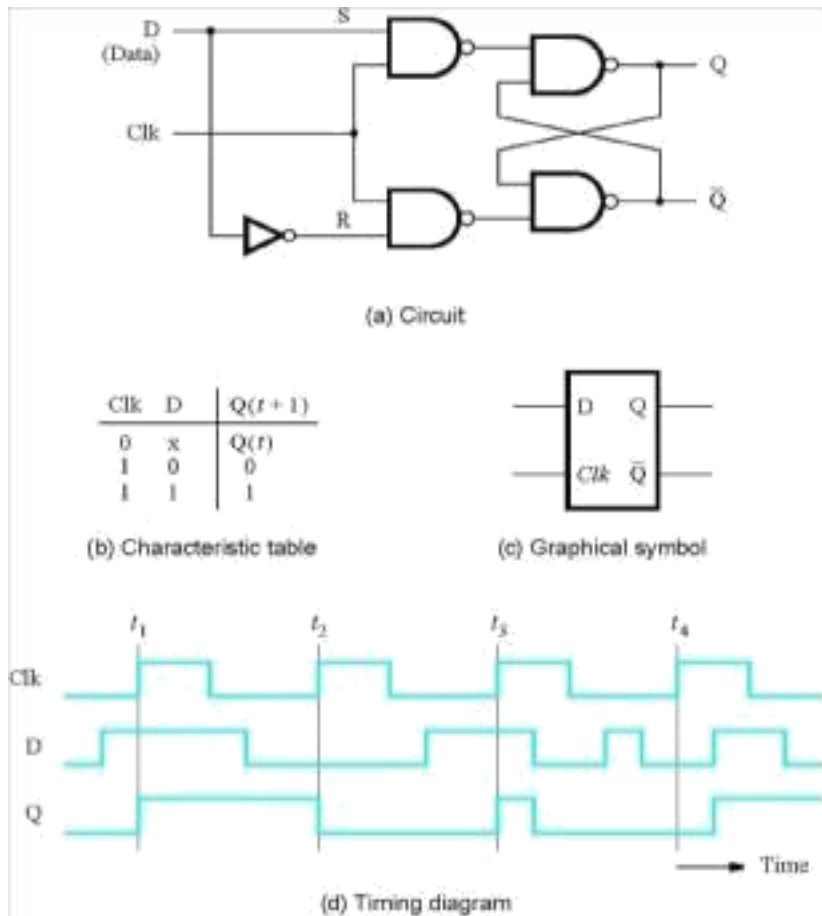 D
(Data)
S
Q
Clk
R
Q̅
(a) Circuit
Clk D Q(t + 1)
0 x Q(t)
1 0 0
1 1 1
(b) Characteristic table
D Q
Clk Q̅
(c) Graphical symbol
t1 t2 t3 t4
Clk
D
Q
Time
(d) Timing diagram